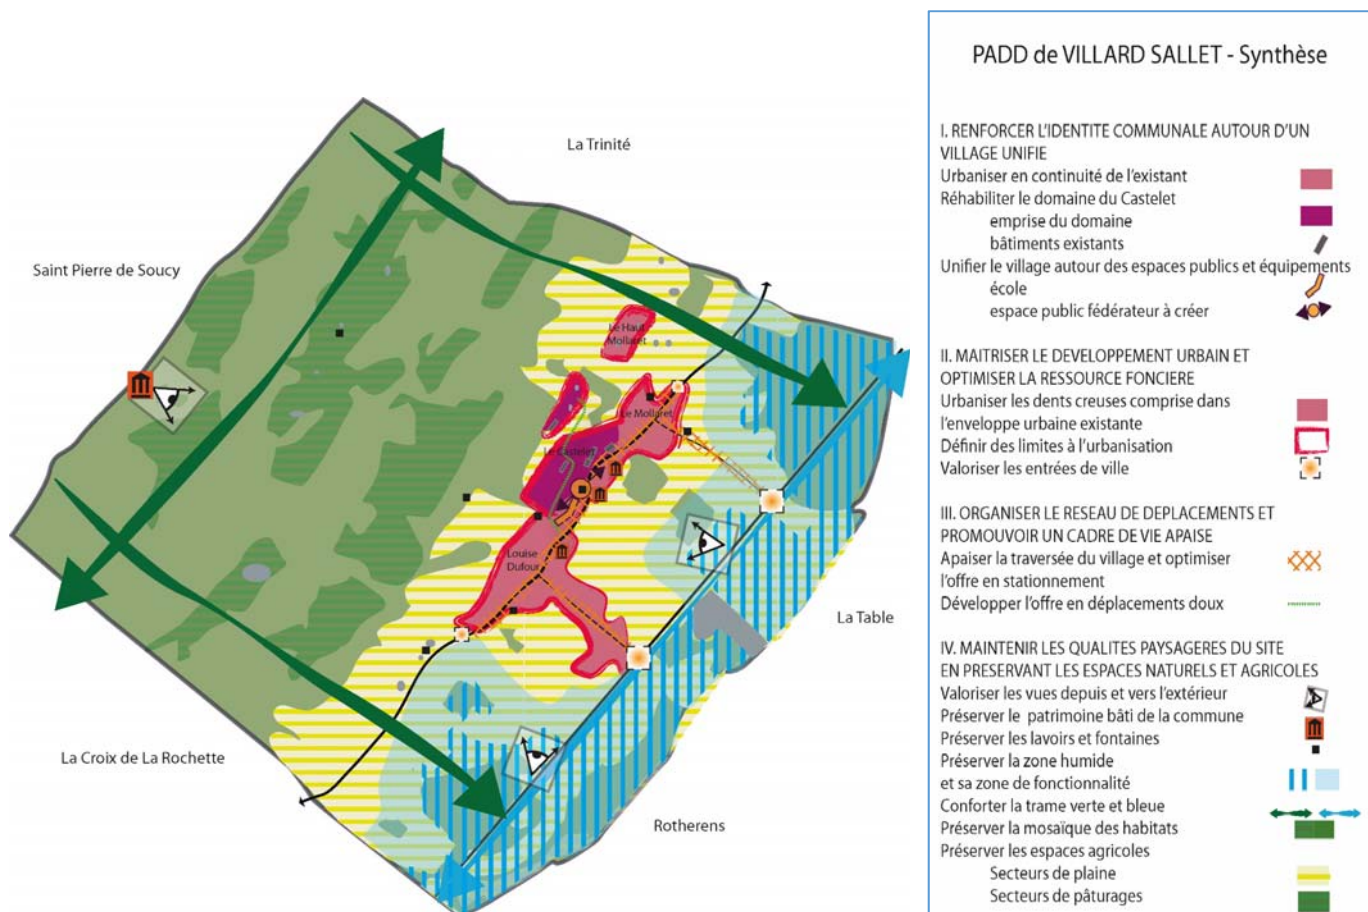 La Trinité
Saint Pierre de Soucy
Le Haut
Mollaret
Le Mollaret
Le Castelet
Louise
Dufour
La Table
La Croix de La Rochette
Rotherens
PADD de VILLARD SALLET - Synthèse
I. RENFORCER L'IDENTITE COMMUNALE AUTOUR D'UN
VILLAGE UNIFIE
Urbaniser en continuité de l'existant
Réhabiliter le domaine du Castelet
emprise du domaine
bâtiments existants
Unifier le village autour des espaces publics et équipements
école
espace public fédérateur à créer
II. MAITRISER LE DEVELOPPEMENT URBAIN ET
OPTIMISER LA RESSOURCE FONCIERE
Urbaniser les dents creuses comprise dans
l'enveloppe urbaine existante
Définir des limites à l'urbanisation
Valoriser les entrées de ville
III. ORGANISER LE RESEAU DE DEPLACEMENTS ET
PROMOUVOIR UN CADRE DE VIE APAISE
Apaiser la traversée du village et optimiser
l'offre en stationnement
Développer l'offre en déplacements doux
IV. MAINTENIR LES QUALITES PAYSAGERES DU SITE
EN PRESERVANT LES ESPACES NATURELS ET AGRICOLES
Valoriser les vues depuis et vers l'extérieur
Préserver le patrimoine bâti de la commune
Préserver les lavoirs et fontaines
Préserver la zone humide
et sa zone de fonctionnalité
Conforter la trame verte et bleue
Préserver la mosaïque des habitats
Préserver les espaces agricoles
Secteurs de plaine
Secteurs de pâturages